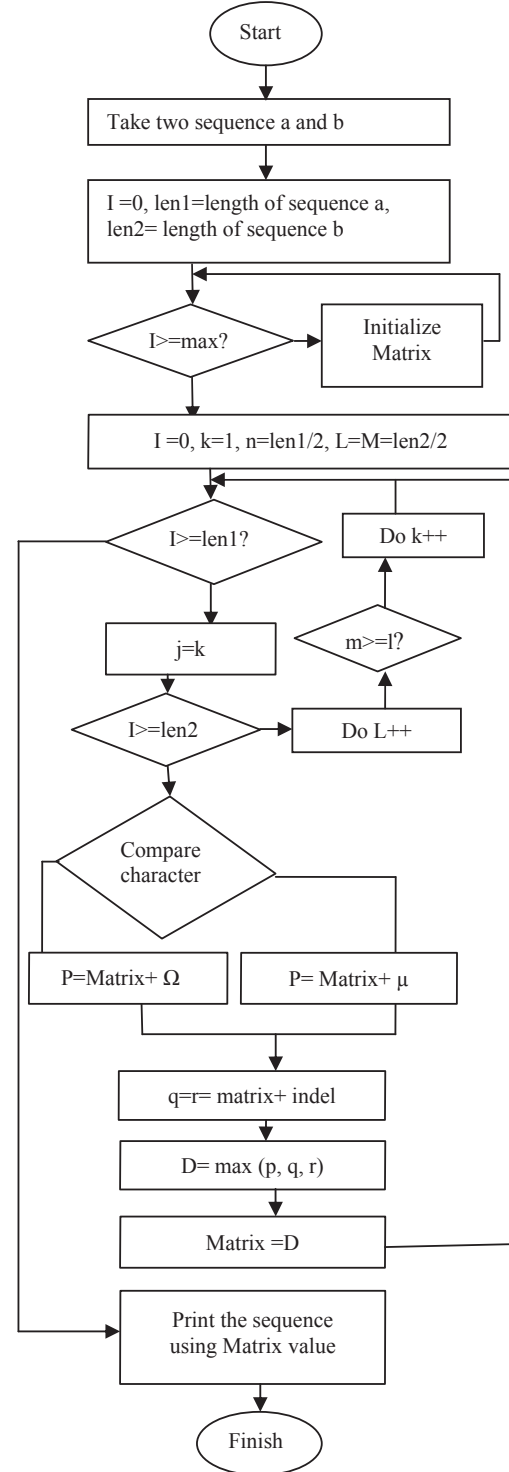 Start
Take two sequence a and b
I =0, len1=length of sequence a,
len2= length of sequence b
I>=max?
Initialize
Matrix
I =0, k=1, n=len1/2, L=M=len2/2
I>=len1?
Do k++
j=k
m>=l?
I>=len2
Do L++
Compare
character
P=Matrix+ Ω
P= Matrix+ µ
q=r= matrix+ indel
D= max (p, q, r)
Matrix =D
Print the sequence
using Matrix value
Finish